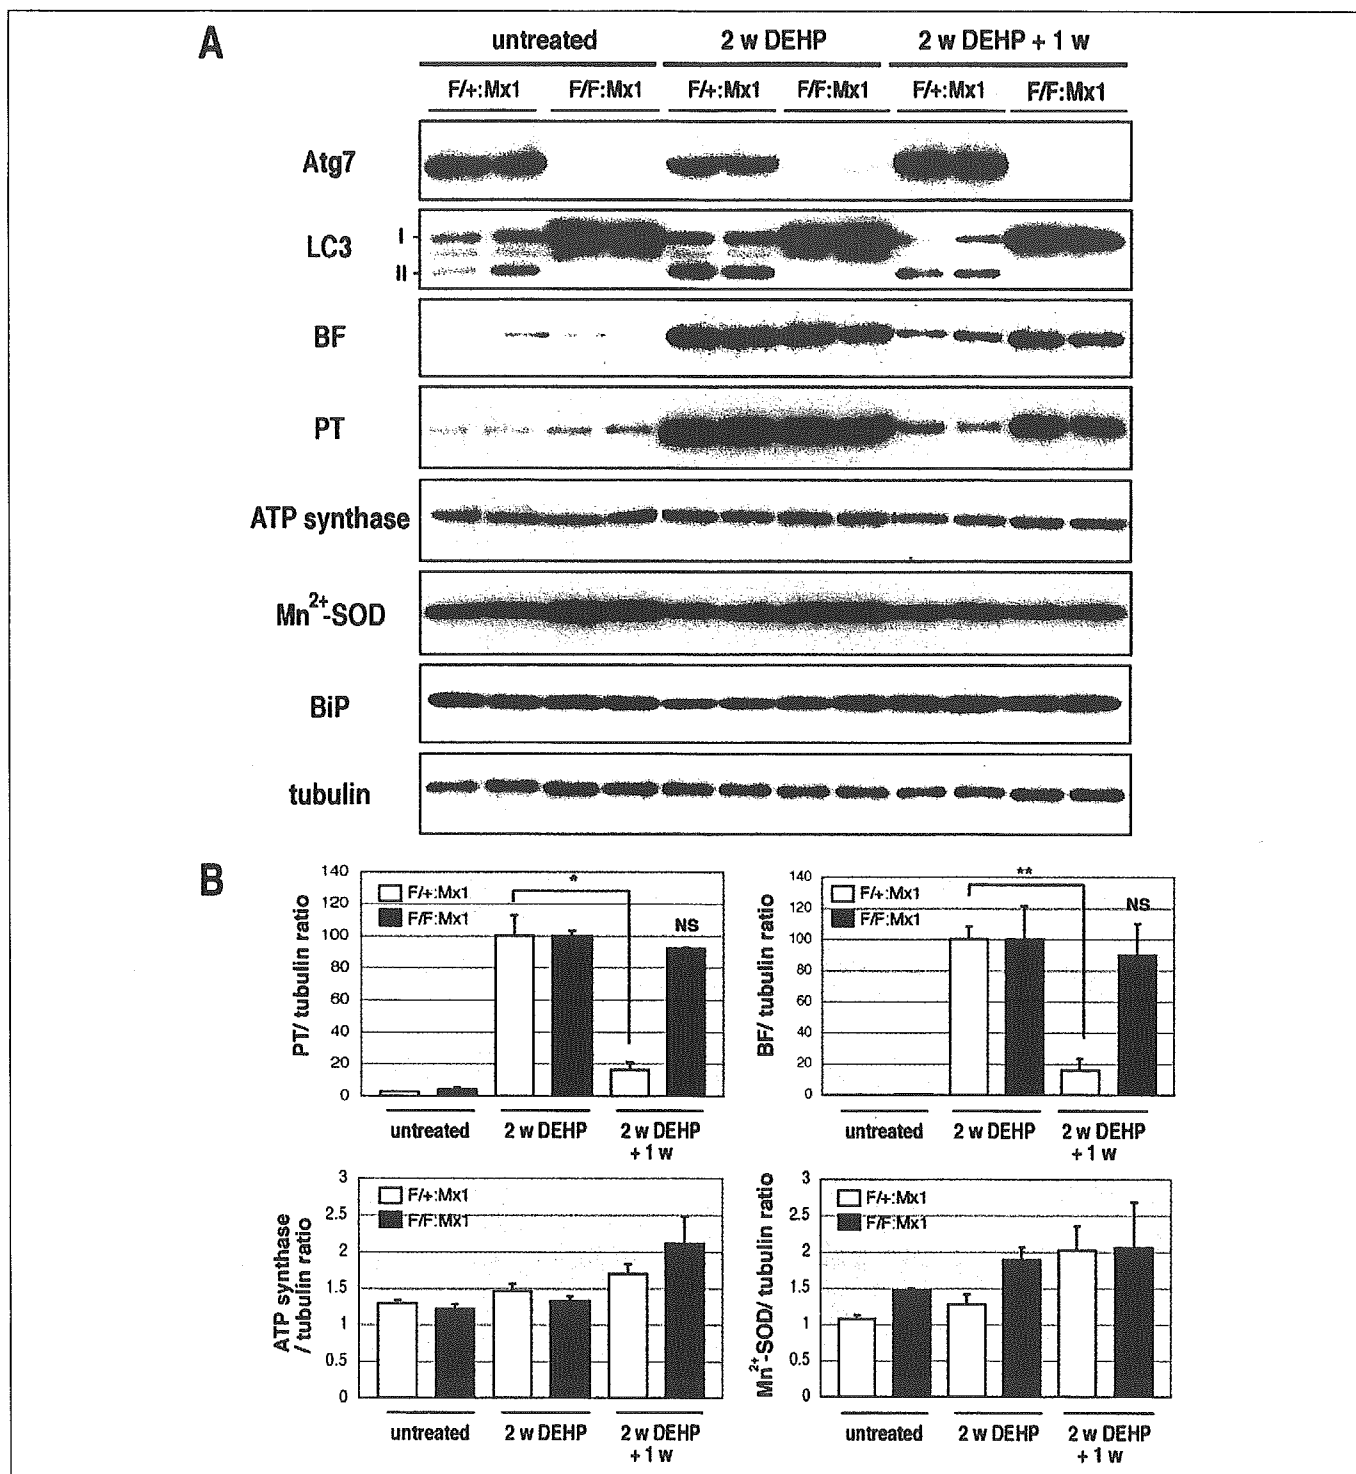 A
untreated 2 w DEHP 2 w DEHP + 1 w
F/+:Mx1 F/F:Mx1 F/+:Mx1 F/F:Mx1 F/+:Mx1 F/F:Mx1
Atg7
LC3
I
II
BF
PT
ATP synthase
Mn²⁺-SOD
BiP
tubulin
B
PT/ tubulin ratio
140
120
100
80
60
40
20
0
F/+:Mx1
F/F:Mx1
*
NS
untreated 2 w DEHP 2 w DEHP
+ 1 w
BF/ tubulin ratio
140
120
100
80
60
40
20
0
F/+:Mx1
F/F:Mx1
**
NS
untreated 2 w DEHP 2 w DEHP
+ 1 w
ATP synthase
/ tubulin ratio
3
2.5
2
1.5
1
0.5
0
F/+:Mx1
F/F:Mx1
untreated 2 w DEHP 2 w DEHP
+ 1 w
Mn²⁺-SOD/ tubulin ratio
3
2.5
2
1.5
1
0.5
0
F/+:Mx1
F/F:Mx1
untreated 2 w DEHP 2 w DEHP
+ 1 w